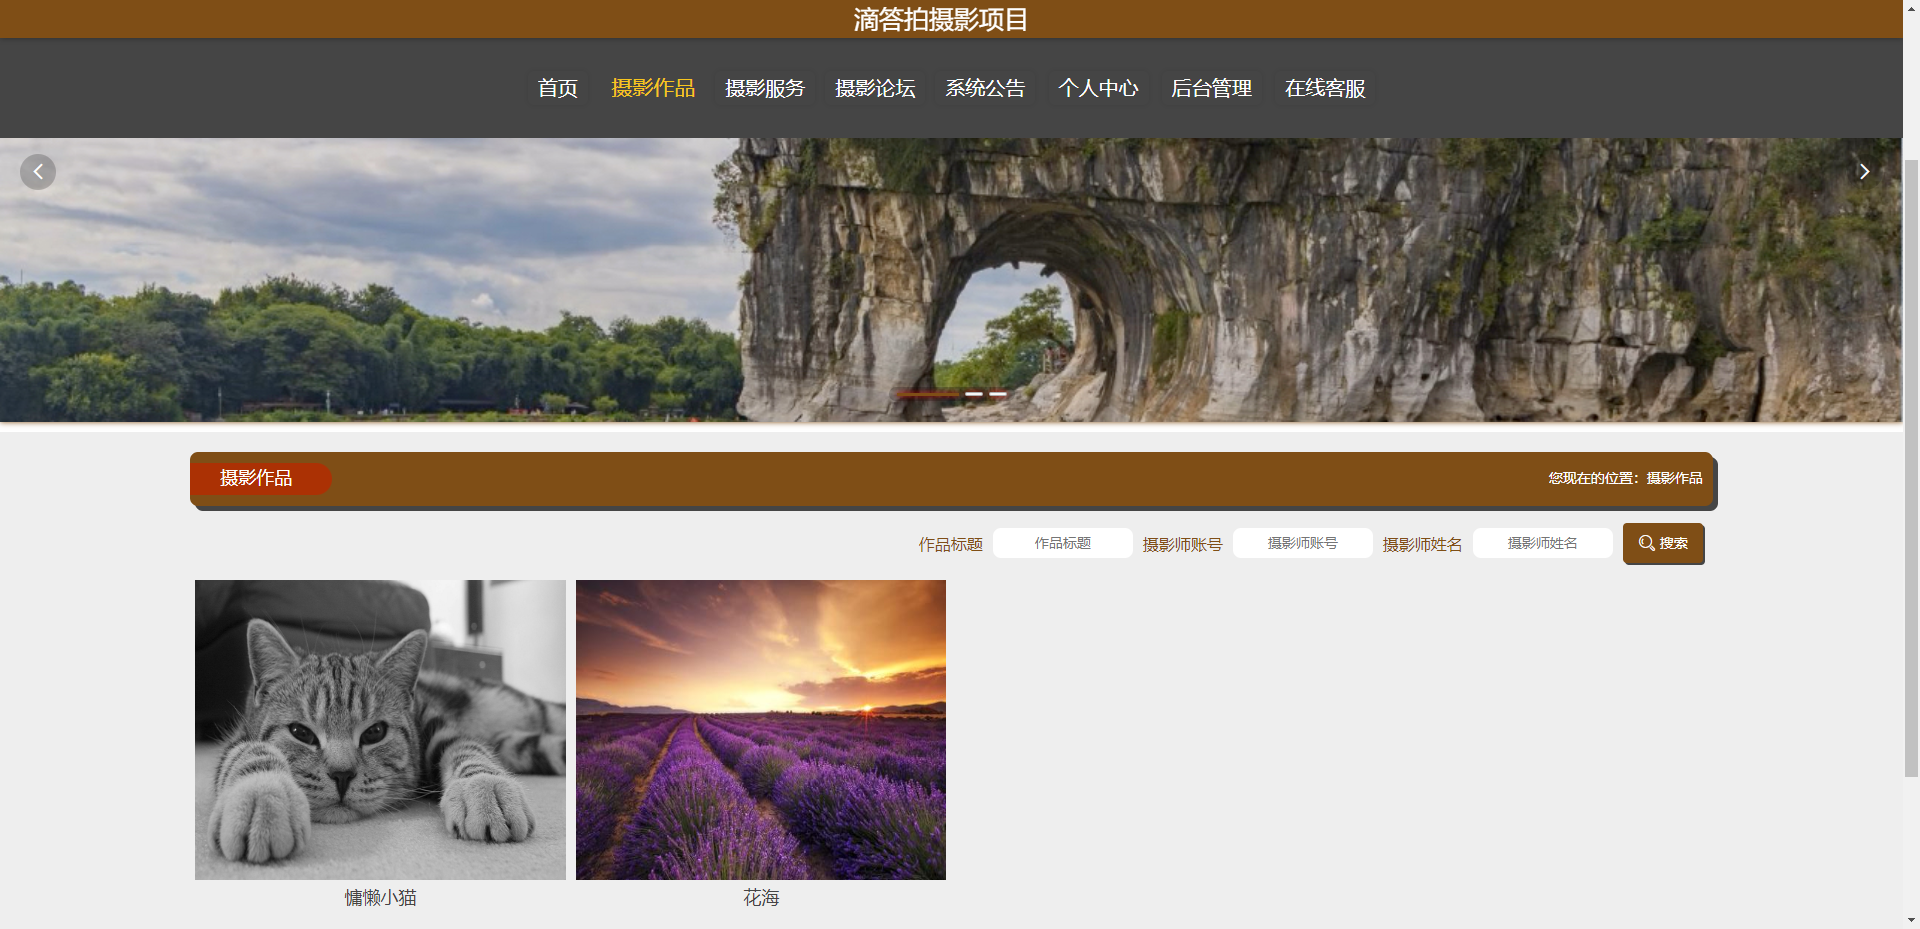 滴答拍摄影项目
首页 摄影作品 摄影服务 摄影论坛 系统公告 个人中心 后台管理 在线客服
摄影作品 您现在的位置：摄影作品
作品标题 作品标题 摄影师账号 摄影师账号 摄影师姓名 摄影师姓名 搜索
慵懒小猫 花海